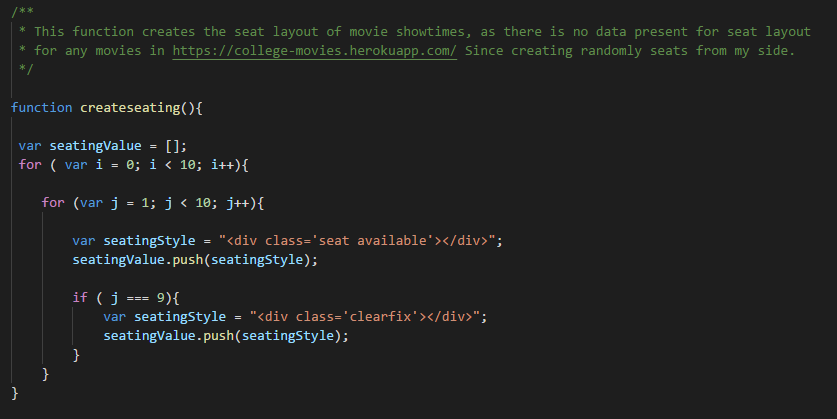 /**
 * This function creates the seat layout of movie showtimes, as there is no data present for seat layout
 * for any movies in https://college-movies.herokuapp.com/ Since creating randomly seats from my side.
 */
function createseating(){
 var seatingValue = [];
 for ( var i = 0; i < 10; i++){
    for (var j = 1; j < 10; j++){
        var seatingStyle = "<div class='seat available'></div>";
        seatingValue.push(seatingStyle);
        if ( j === 9){
            var seatingStyle = "<div class='clearfix'></div>";
            seatingValue.push(seatingStyle);
        }
    }
}